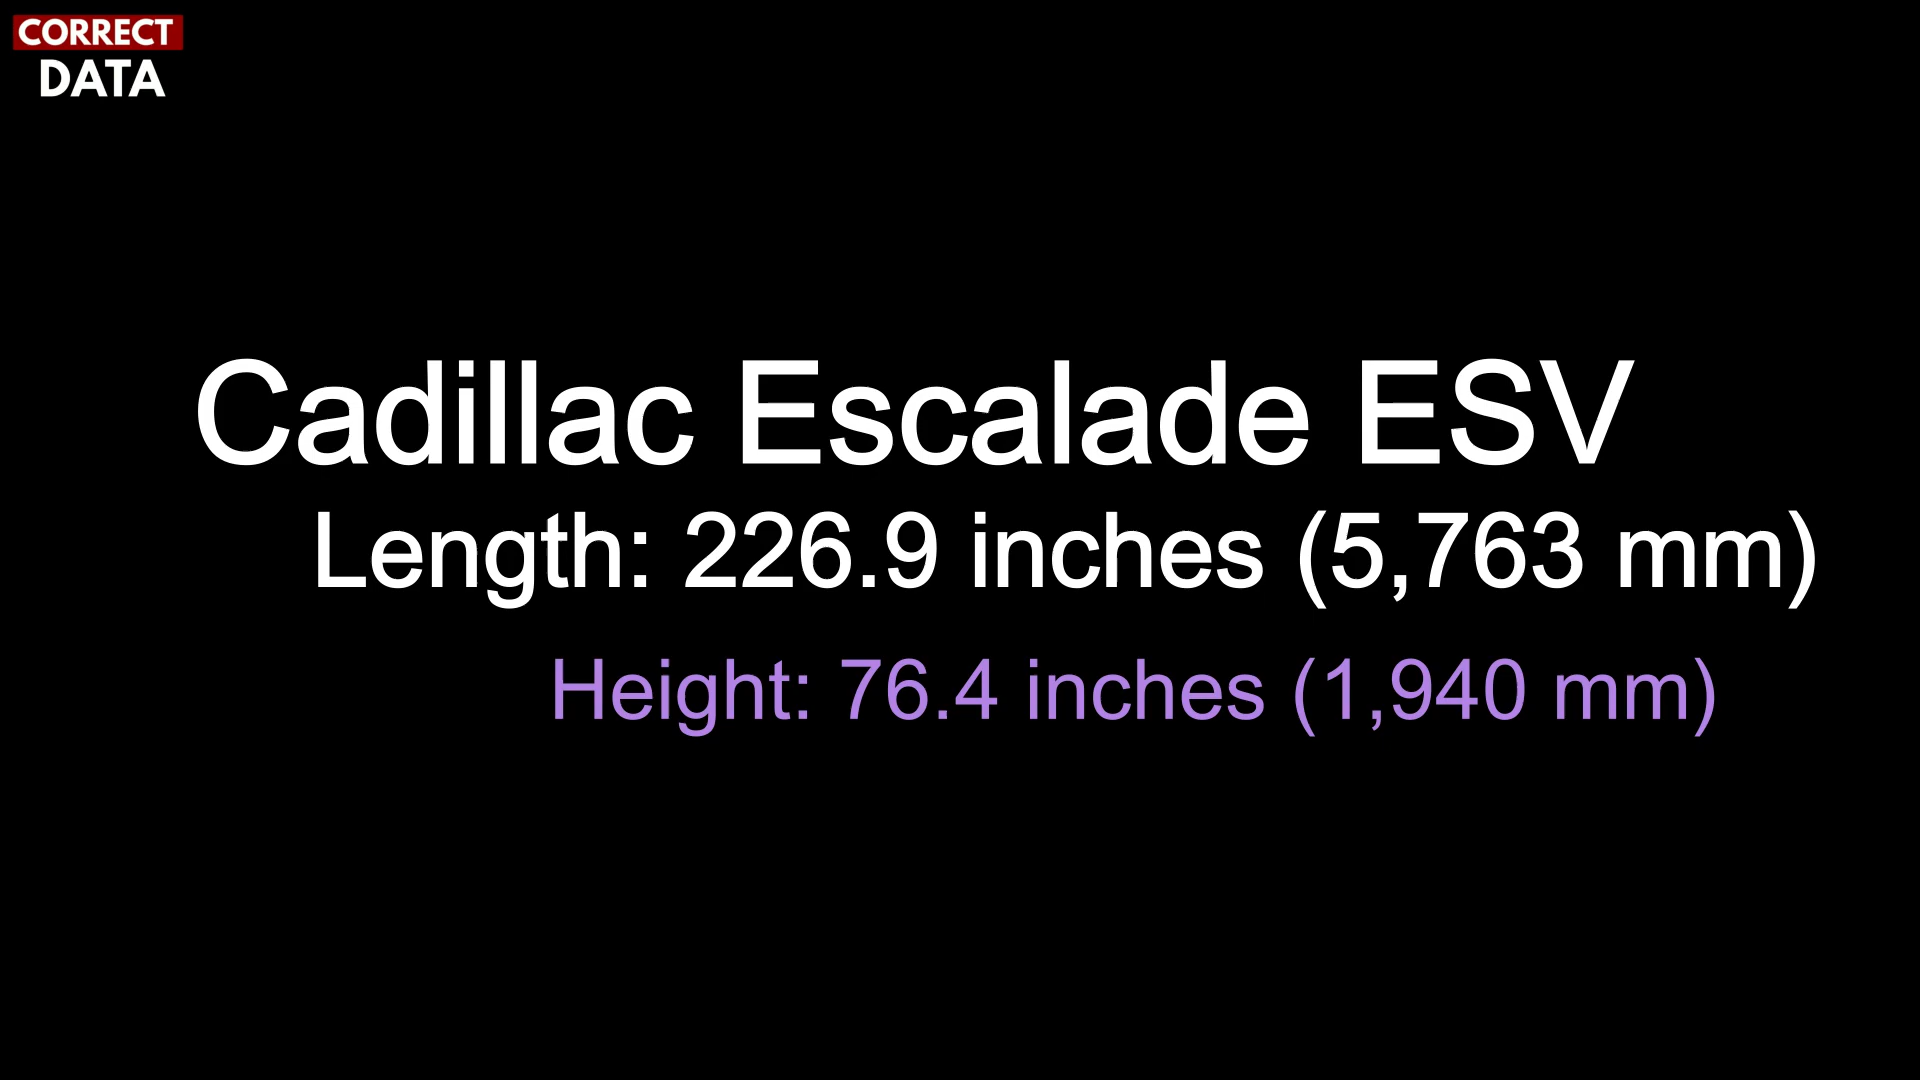 CORRECT
DATA
Cadillac Escalade ESV
Length: 226.9 inches (5,763 mm)
Height: 76.4 inches (1,940 mm)